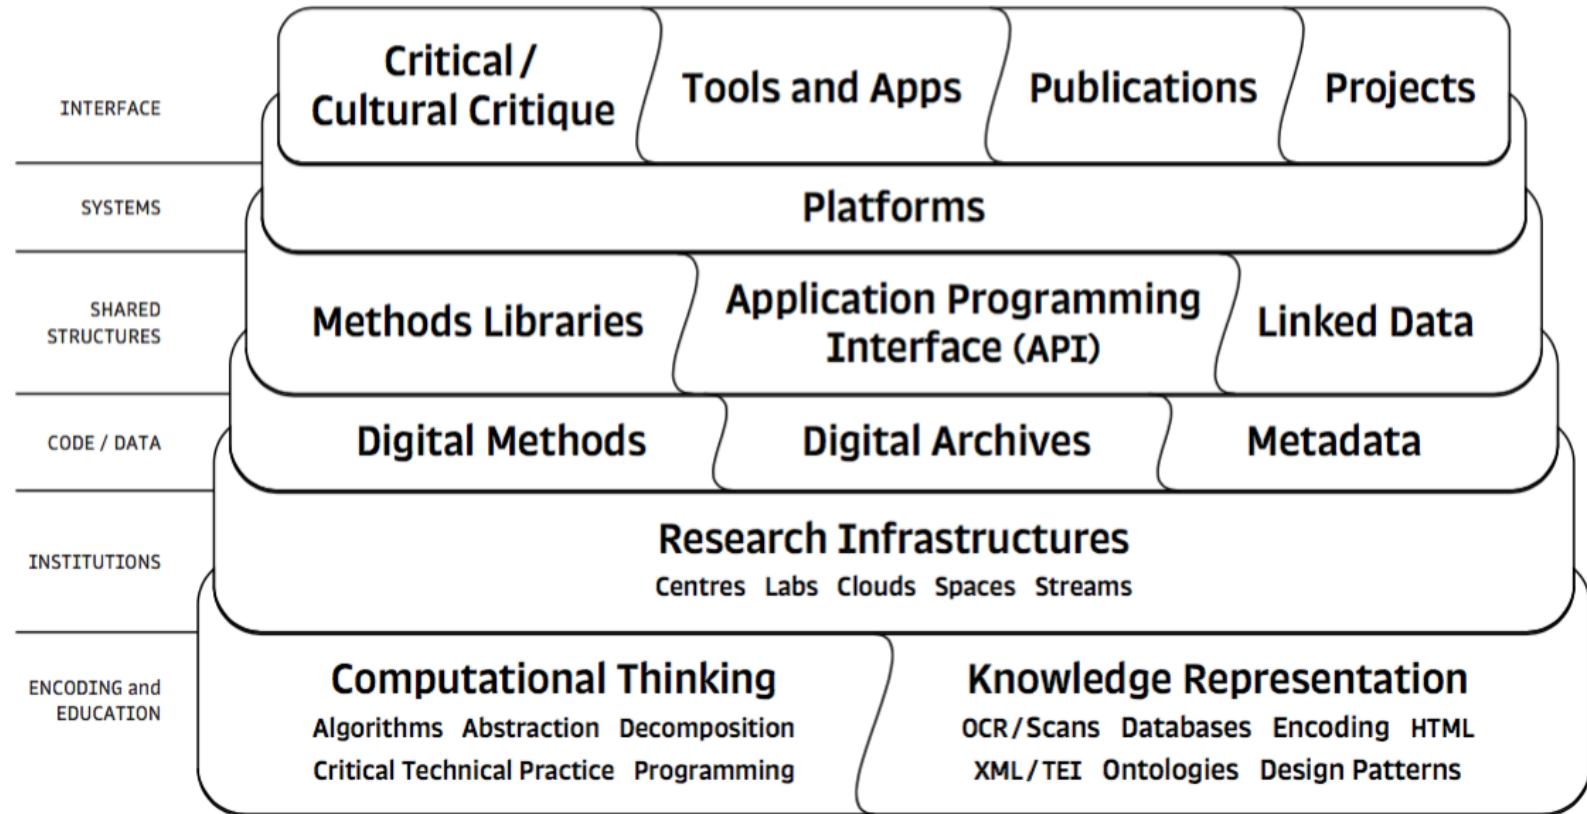 INTERFACE
Critical /
Cultural Critique
Tools and Apps
Publications
Projects
SYSTEMS
Platforms
SHARED
STRUCTURES
Methods Libraries
Application Programming
Interface (API)
Linked Data
CODE / DATA
Digital Methods
Digital Archives
Metadata
INSTITUTIONS
Research Infrastructures
Centres Labs Clouds Spaces Streams
ENCODING and
EDUCATION
Computational Thinking
Algorithms Abstraction Decomposition
Critical Technical Practice Programming
Knowledge Representation
OCR/Scans Databases Encoding HTML
XML/TEI Ontologies Design Patterns